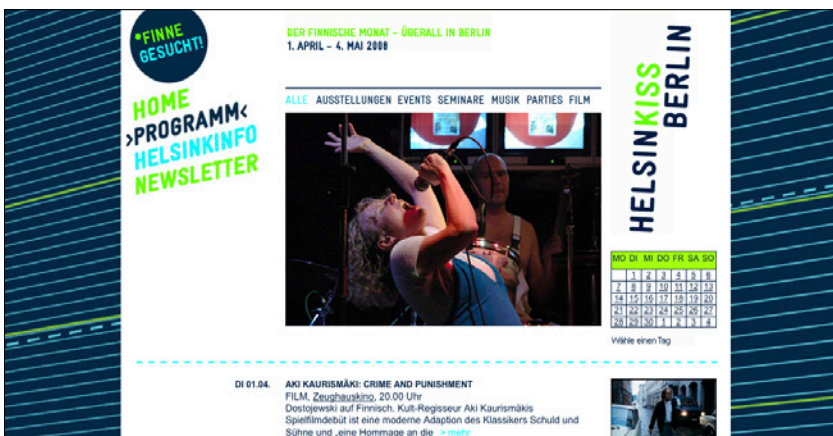 *FINNE
GESUCHT!
DER FINNISCHE MONAT – ÜBERALL IN BERLIN
1. APRIL – 4. MAI 2008
HOME
>PROGRAMM<
HELSINKINFO
NEWSLETTER
ALLE AUSSTELLUNGEN EVENTS SEMINARE MUSIK PARTIES FILM
HELSINKISS
BERLIN
MO DI MI DO FR SA SO
1 2 3 4 5 6
7 8 9 10 11 12 13
14 15 16 17 18 19 20
21 22 23 24 25 26 27
28 29 30 1 2 3 4
Wähle einen Tag
DI 01.04. AKI KAURISMÄKI: CRIME AND PUNISHMENT
FILM, Zeughauskino, 20.00 Uhr
Dostojewski auf Finnisch. Kult-Regisseur Aki Kaurismäkis
Spielfilmdebüt ist eine moderne Adaption des Klassikers Schuld und
Sühne und „eine Hommage an die > mehr